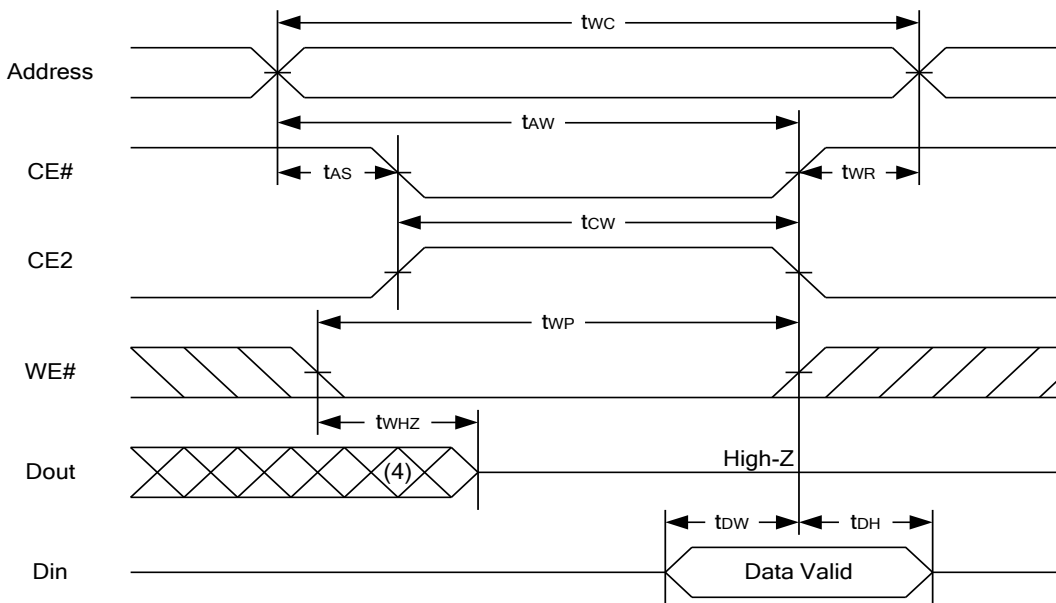 tWC
Address
tAW
CE#
tAS
tWR
tCW
CE2
tWP
WE#
tWHZ
Dout
(4)
High-Z
tDW
tDH
Din
Data Valid